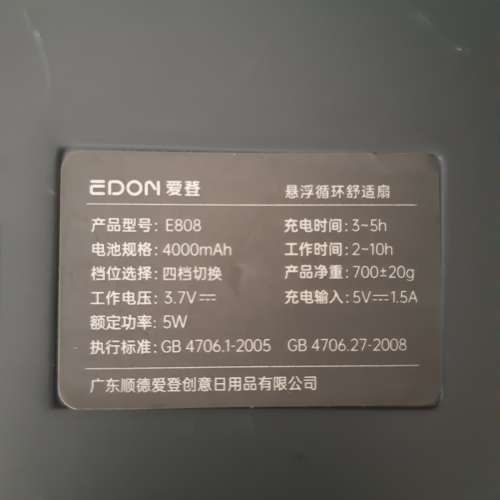 EDON 爱登 悬浮循环舒适扇
产品型号: E808 充电时间: 3~5h
电池规格: 4000mAh 工作时间: 2~10h
档位选择: 四档切换 产品净重: 700±20g
工作电压: 3.7V⎓ 充电输入: 5V⎓1.5A
额定功率: 5W
执行标准: GB 4706.1-2005 GB 4706.27-2008
广东顺德爱登创意日用品有限公司